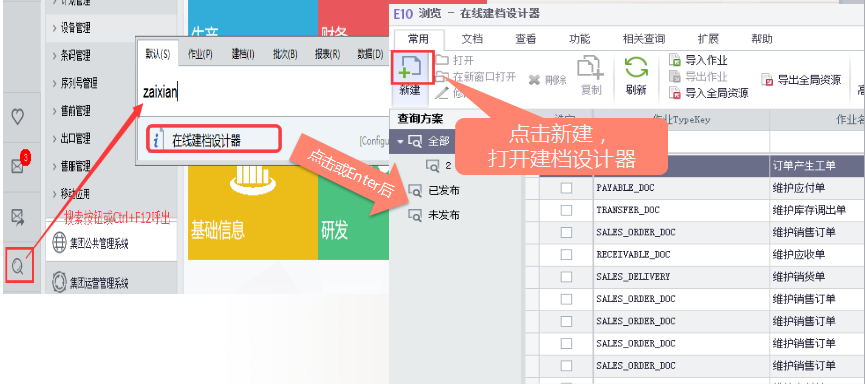 计划管理
设备管理
条码管理
序列号管理
售前管理
出口管理
售服管理
移动应用
3
搜索按钮或Ctrl+F12呼出
集团公共管理系统
集团运营管理系统
生产
财务
基础信息
研发
默认(S) 作业(P) 建档(I) 批次(B) 报表(R) 数据(D)
zaixian
在线建档设计器
[Configu
点击或Enter后
E10 浏览 - 在线建档设计器
常用 文档 查看 功能 相关查询 扩展 帮助
新建
打开
在新窗口打开
删除
复制
刷新
导入作业
导出作业
导入全局资源
导出全局资源
点击新建，
打开建档设计器
查询方案
全部
2
已发布
未发布
作业TypeKey 作业名
订单产生工单
PAYABLE_DOC 维护应付单
TRANSFER_DOC 维护库存调出单
SALES_ORDER_DOC 维护销售订单
RECEIVABLE_DOC 维护应收单
SALES_DELIVERY 维护销货单
SALES_ORDER_DOC 维护销售订单
SALES_ORDER_DOC 维护销售订单
SALES_ORDER_DOC 维护销售订单
SALES_ORDER_DOC 维护销售订单